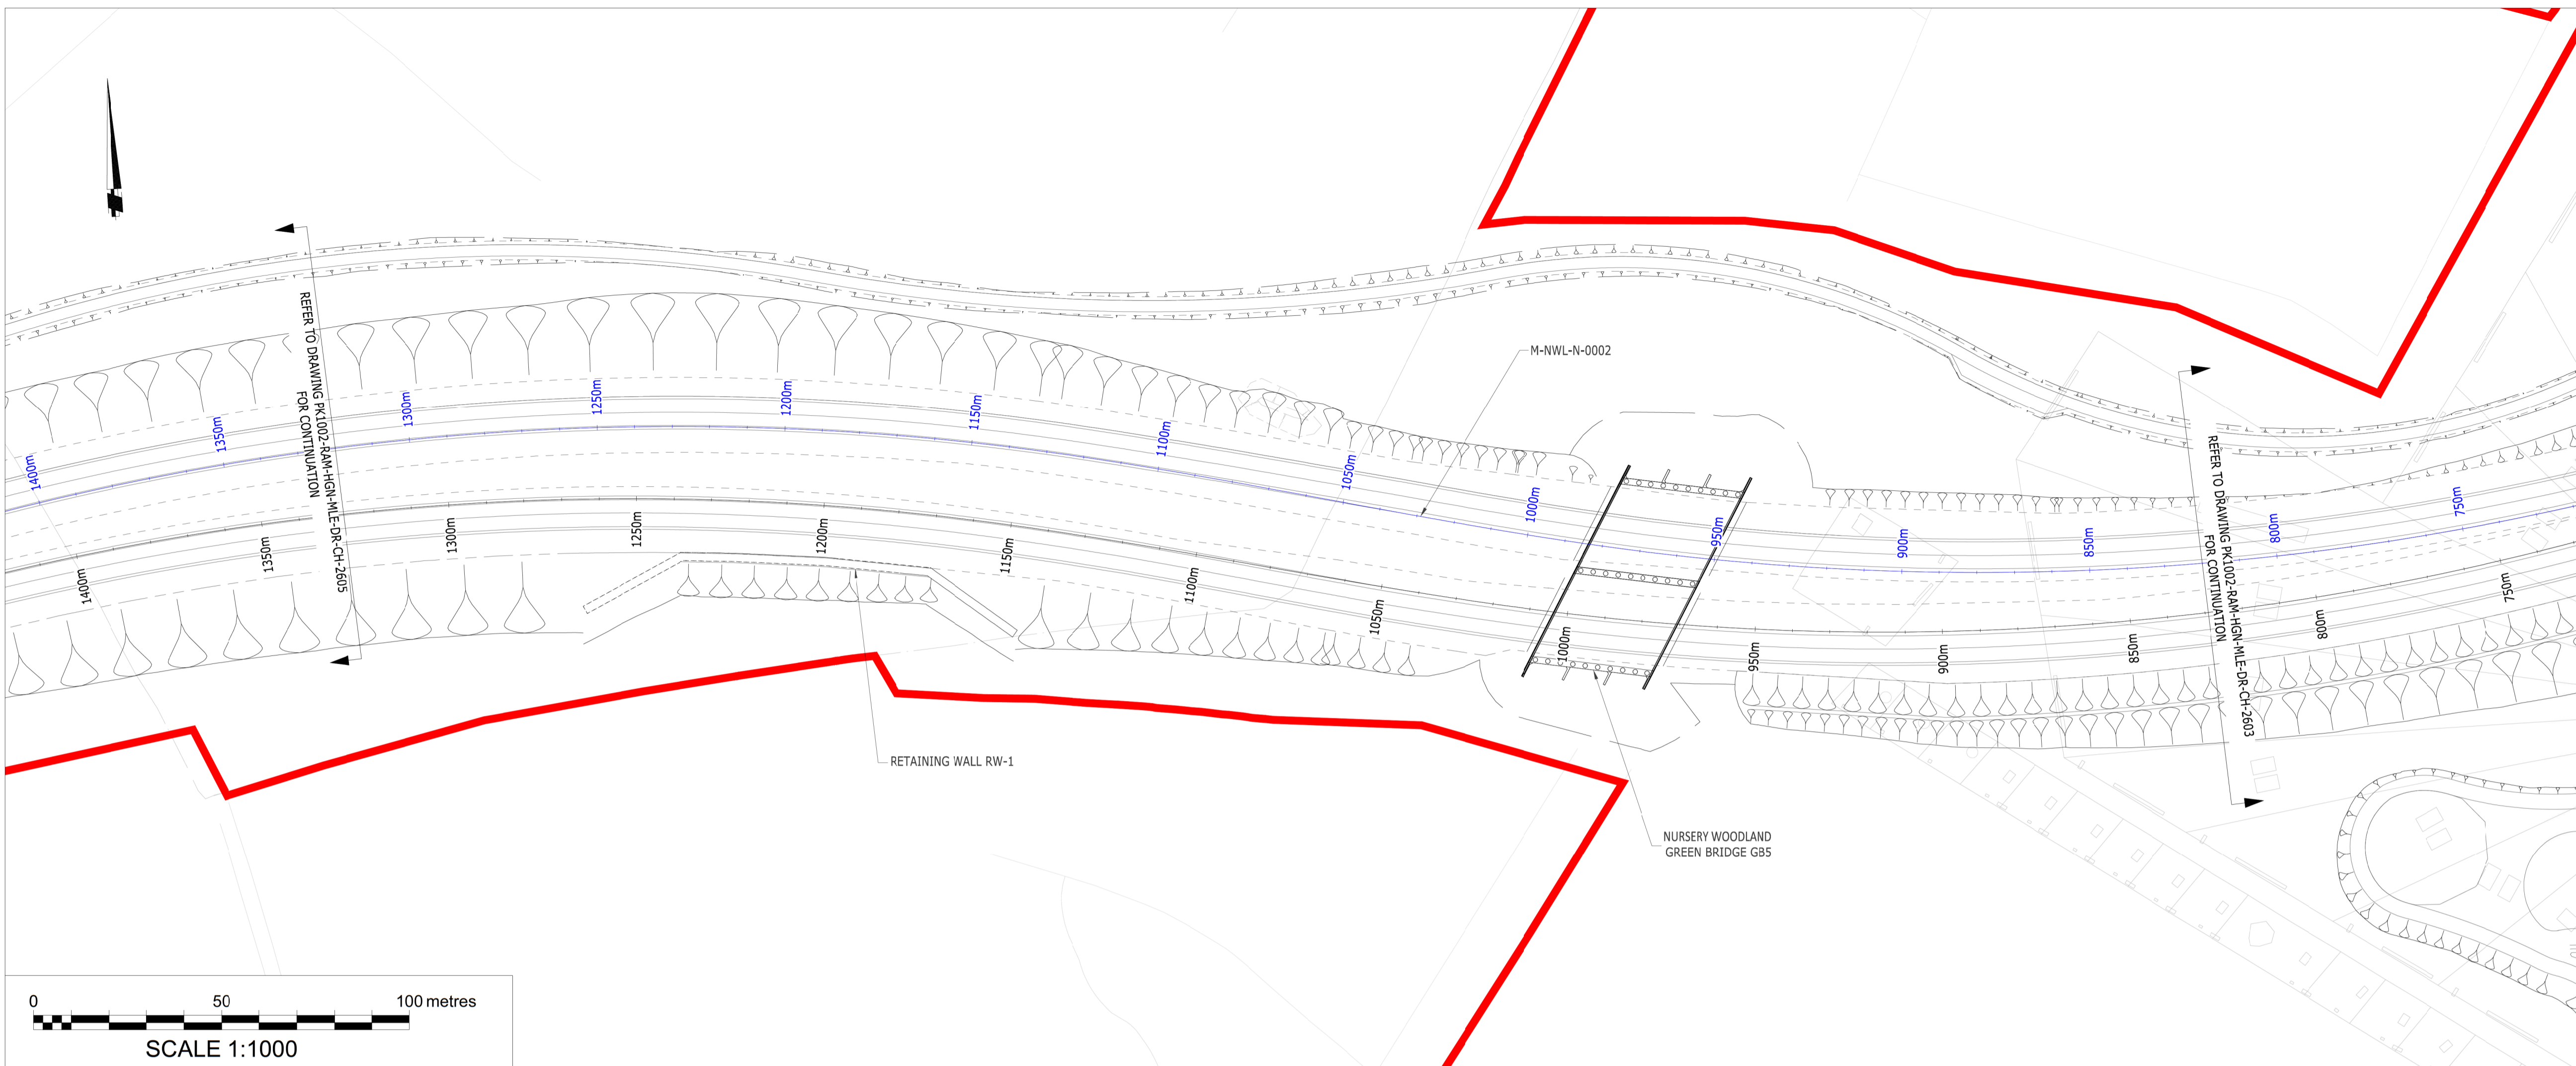 REFER TO DRAWING PK1002-RAM-HGN-MLE-DR-CH-2605
FOR CONTINUATION
M-NWL-N-0002
1400m
1350m
1300m
1250m
1200m
1150m
1100m
1050m
1000m
950m
900m
850m
800m
750m
1400m
1350m
1300m
1250m
1200m
1150m
1100m
1050m
1000m
950m
900m
850m
800m
750m
REFER TO DRAWING PK1002-RAM-HGN-MLE-DR-CH-2603
FOR CONTINUATION
RETAINING WALL RW-1
NURSERY WOODLAND
GREEN BRIDGE GB5
0 50 100 metres
SCALE 1:1000